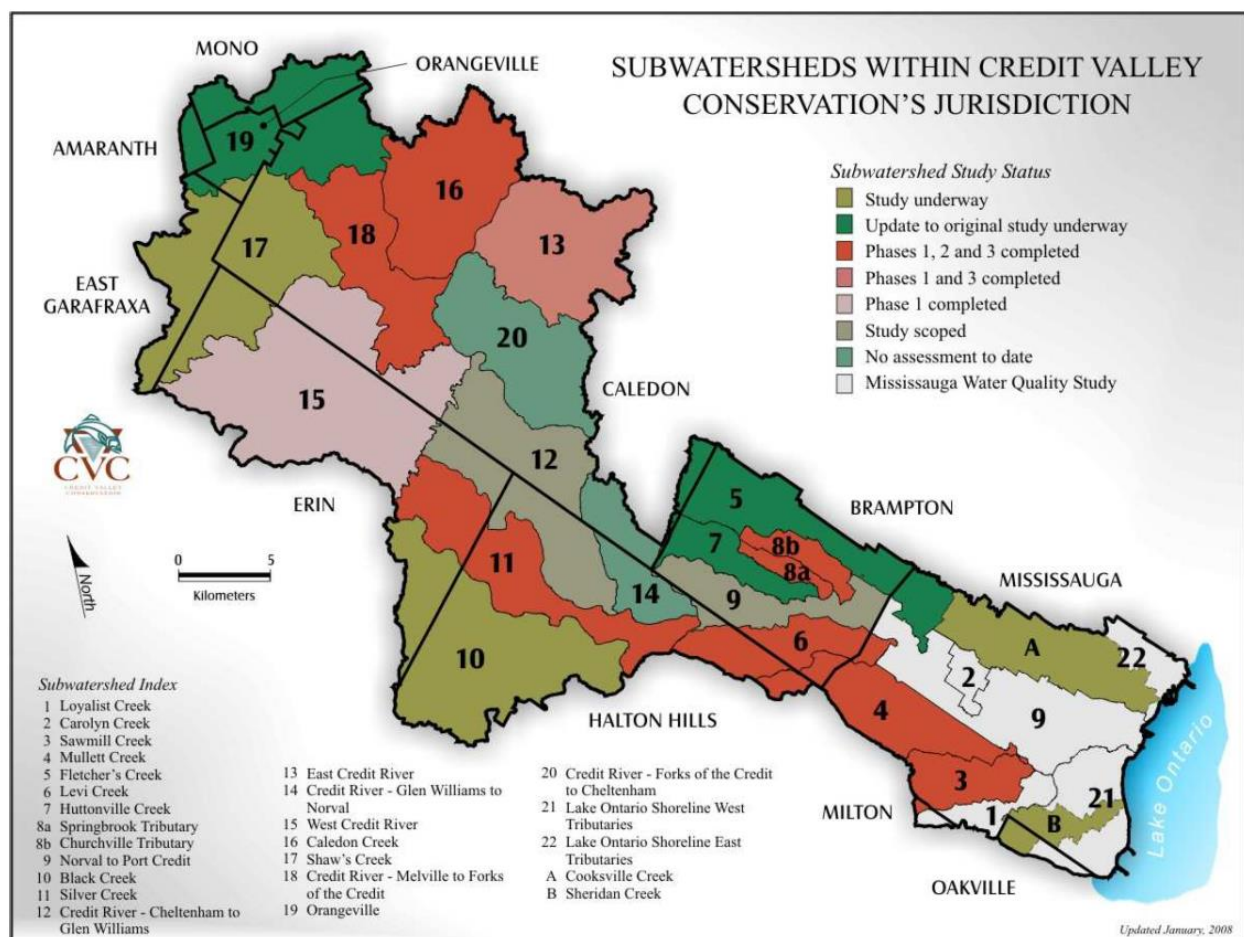 MONO
ORANGEVILLE
SUBWATERSHEDS WITHIN CREDIT VALLEY
CONSERVATION'S JURISDICTION
AMARANTH
19
16
18
17
13
EAST
GARAFRAXA
20
15
CALEDON
12
ERIN
Subwatershed Study Status
Study underway
Update to original study underway
Phases 1, 2 and 3 completed
Phases 1 and 3 completed
Phase 1 completed
Study scoped
No assessment to date
Mississauga Water Quality Study
CVC
CREDIT VALLEY
CONSERVATION
North
0 5
Kilometers
5
BRAMPTON
7
8b
8a
11
14
9
MISSISSAUGA
6
10
A
22
2
HALTON HILLS
4
9
3
21
MILTON
1
B
OAKVILLE
Lake Ontario
Subwatershed Index
1 Loyalist Creek
2 Carolyn Creek
3 Sawmill Creek
4 Mullett Creek
5 Fletcher's Creek
6 Levi Creek
7 Huttonville Creek
8a Springbrook Tributary
8b Churchville Tributary
9 Norval to Port Credit
10 Black Creek
11 Silver Creek
12 Credit River - Cheltenham to
Glen Williams
13 East Credit River
14 Credit River - Glen Williams to
Norval
15 West Credit River
16 Caledon Creek
17 Shaw's Creek
18 Credit River - Melville to Forks
of the Credit
19 Orangeville
20 Credit River - Forks of the Credit
to Cheltenham
21 Lake Ontario Shoreline West
Tributaries
22 Lake Ontario Shoreline East
Tributaries
A Cooksville Creek
B Sheridan Creek
Updated January, 2008